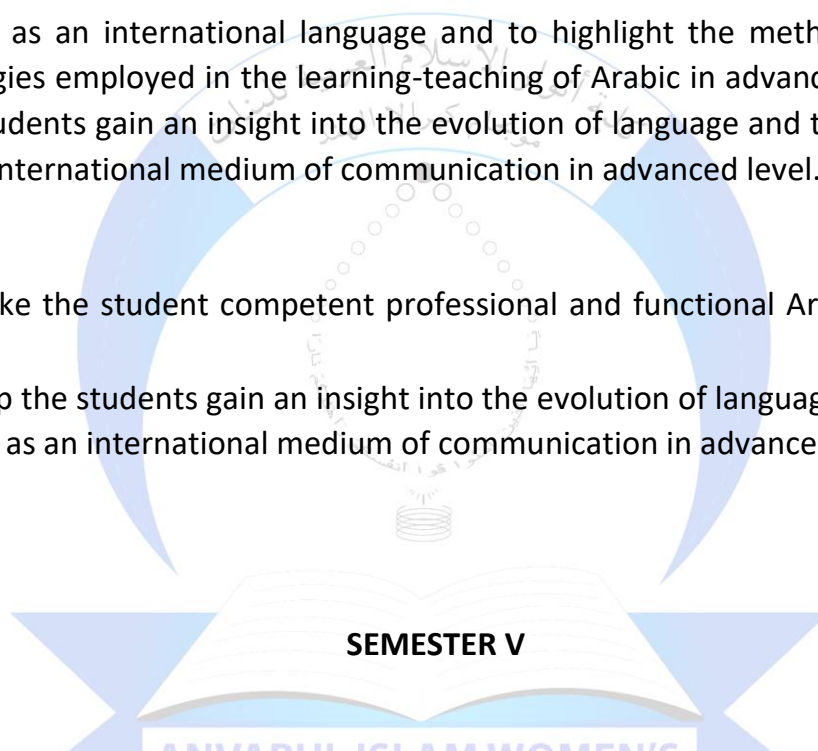 as an international language and to highlight the meth
gies employed in the learning-teaching of Arabic in advanc
udents gain an insight into the evolution of language and t
nternational medium of communication in advanced level.
ke the student competent professional and functional Ar
p the students gain an insight into the evolution of languag
as an international medium of communication in advance
SEMESTER V
ANVARUL ISLAM WOMEN'S